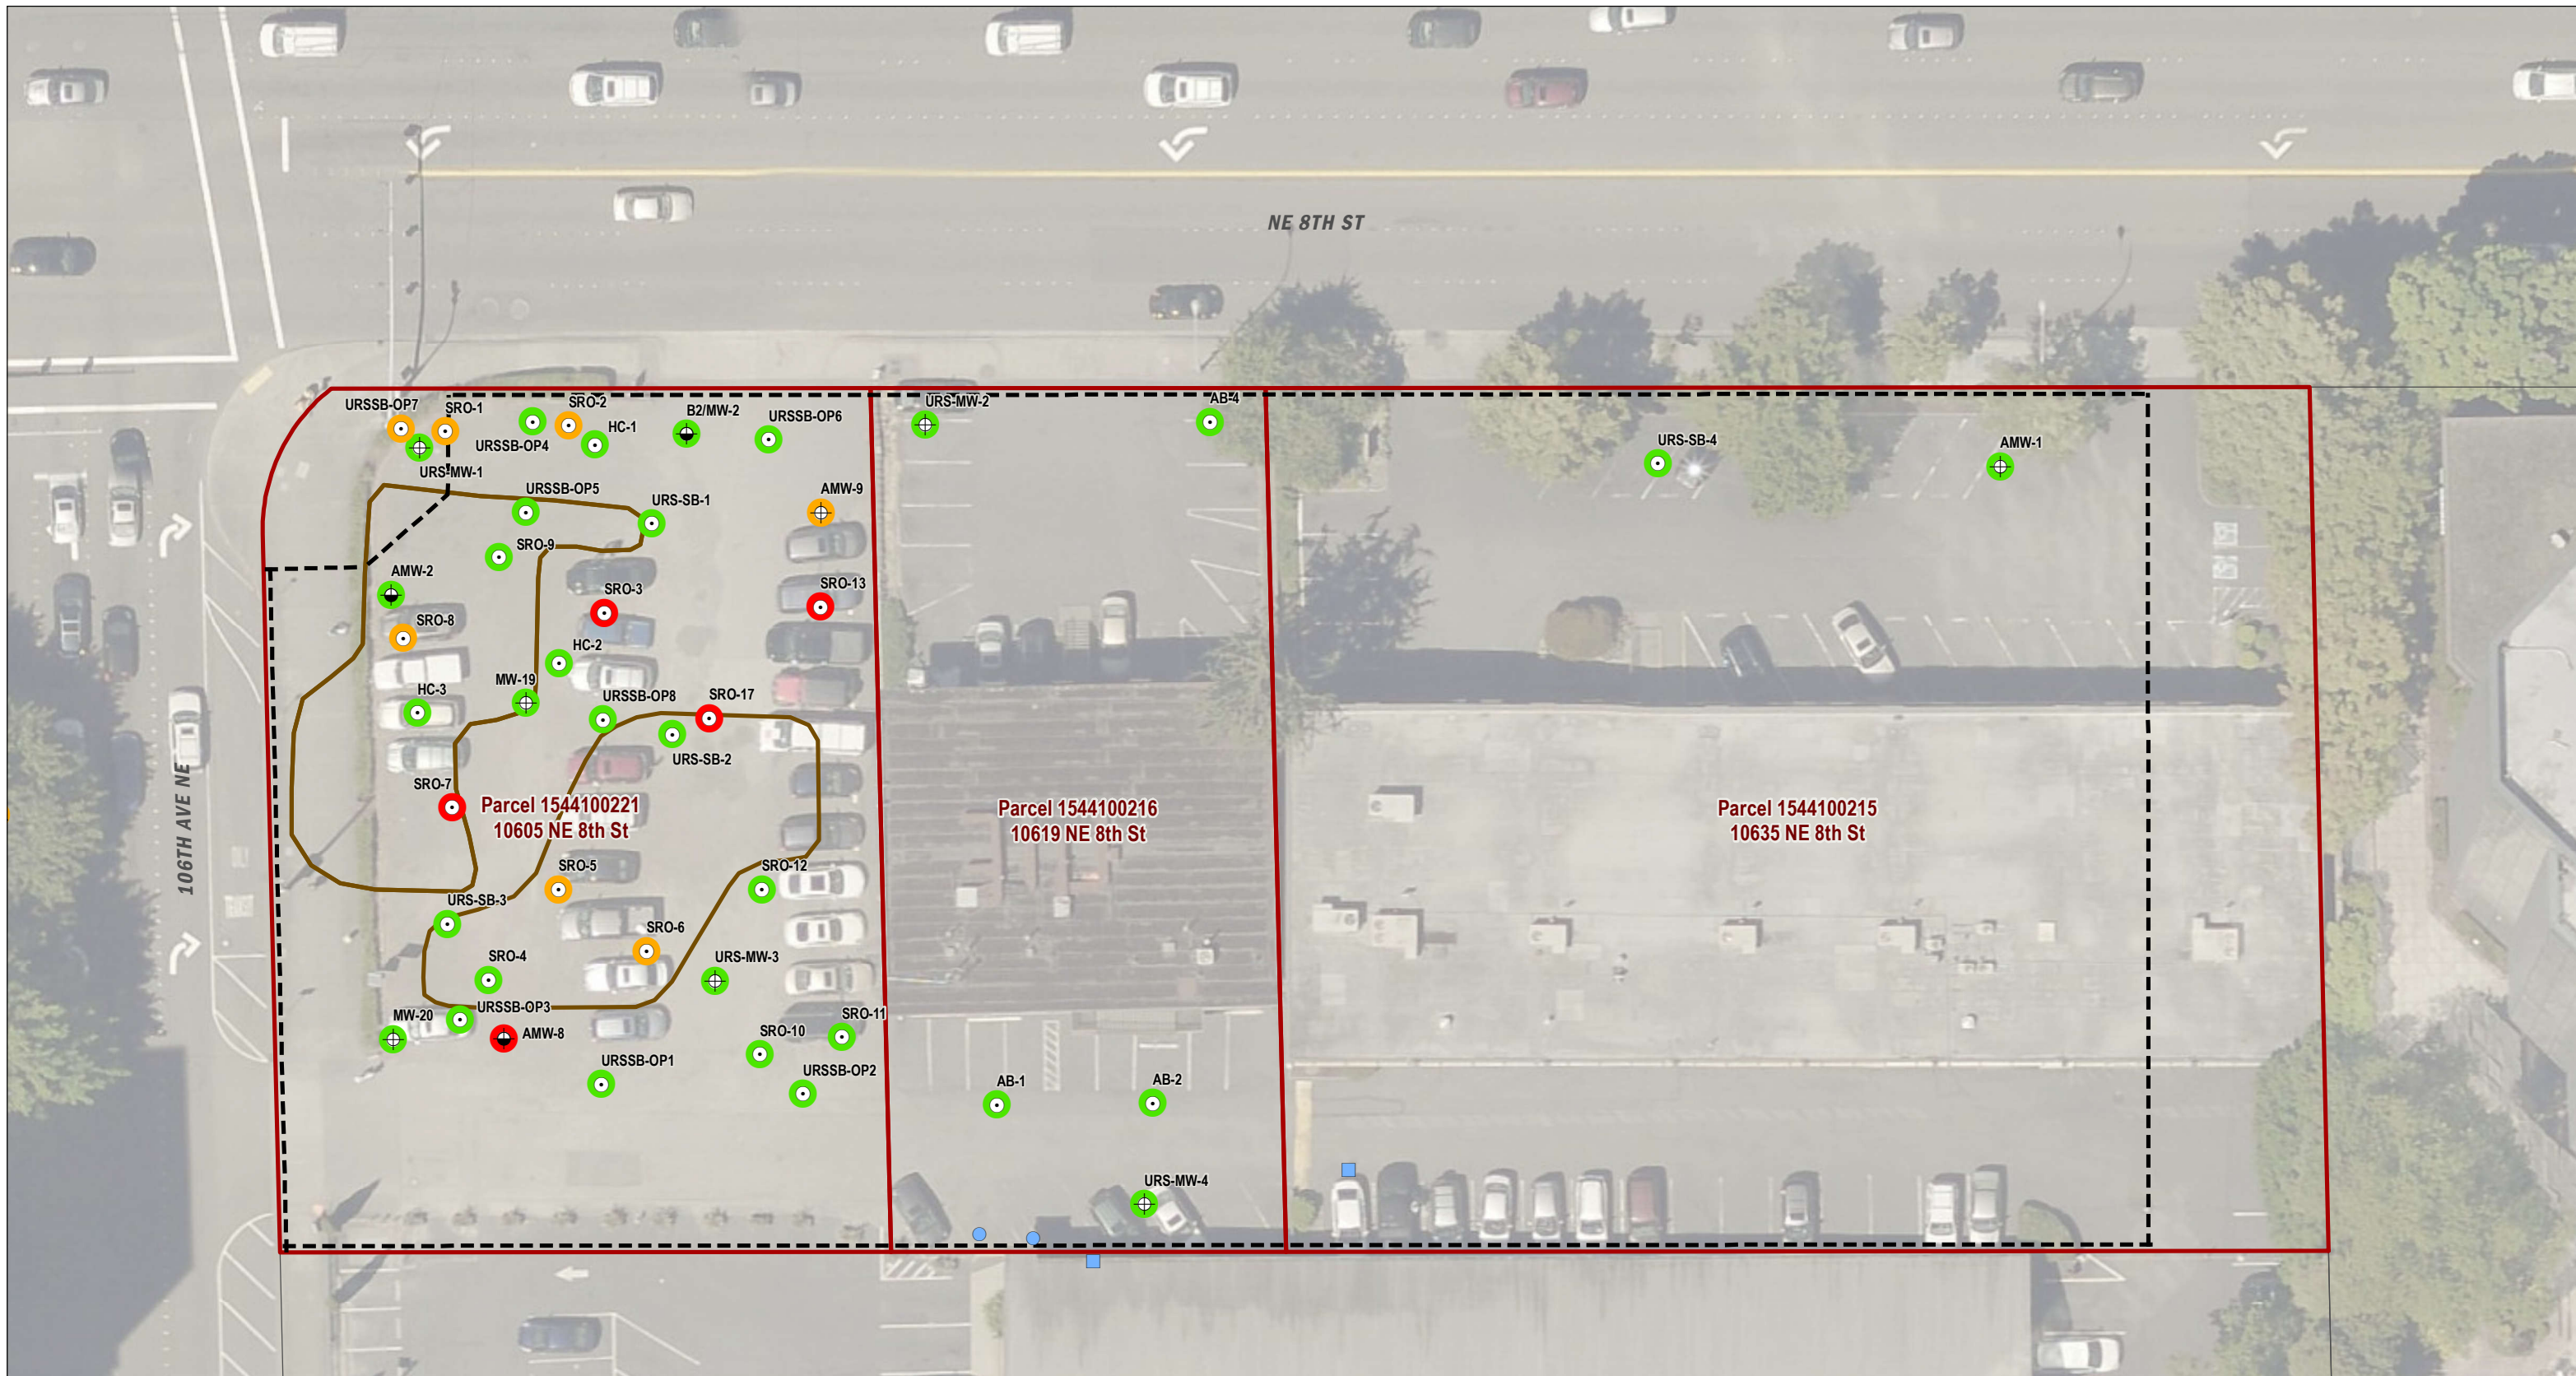 NE 8TH ST
URSSB-OP7
SRO-1
SRO-2
B2/MW-2
URSSB-OP6
URS-MW-2
AB-4
HC-1
URSSB-OP4
URS-MW-1
URS-SB-4
AMW-1
URSSB-OP5
URS-SB-1
AMW-9
SRO-9
AMW-2
SRO-3
SRO-13
SRO-8
HC-2
MW-19
HC-3
URSSB-OP8
SRO-17
URS-SB-2
SRO-7
106TH AVE NE
Parcel 1544100221
10605 NE 8th St
Parcel 1544100216
10619 NE 8th St
Parcel 1544100215
10635 NE 8th St
SRO-5
SRO-12
URS-SB-3
SRO-6
SRO-4
URS-MW-3
URSSB-OP3
MW-20
AMW-8
SRO-11
SRO-10
URSSB-OP1
URSSB-OP2
AB-1
AB-2
URS-MW-4